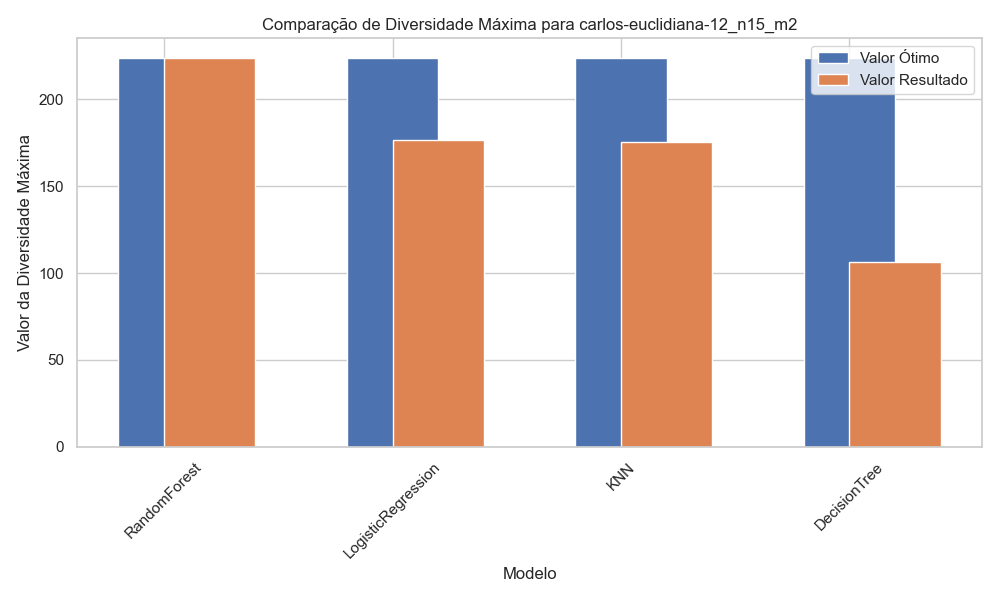 Comparação de Diversidade Máxima para carlos-euclidiana-12_n15_m2
Valor Ótimo
Valor Resultado
Valor da Diversidade Máxima
200
150
100
50
0
RandomForest
LogisticRegression
KNN
DecisionTree
Modelo